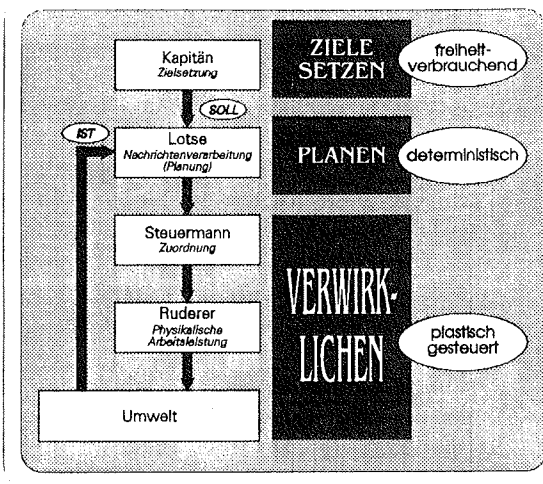 Kapitän
Zielsetzung
SOLL
IST
Lotse
Nachrichtenverarbeitung
(Planung)
Steuermann
Zuordnung
Ruderer
Physikalische
Arbeitsleistung
Umwelt
ZIELE
SETZEN
freiheit-
verbrauchend
PLANEN
deterministisch
VERWIRK-
LICHEN
plastisch
gesteuert